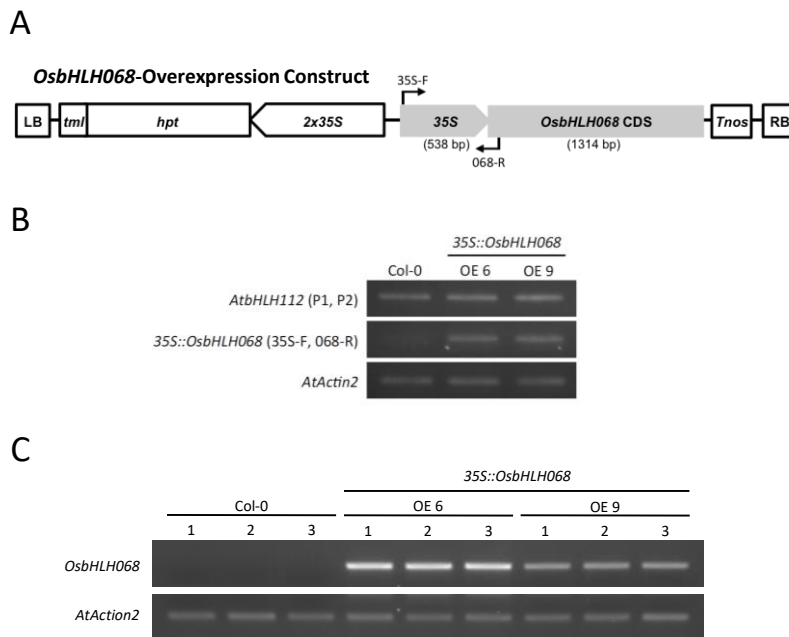 A
OsbHLH068-Overexpression Construct
35S-F
LB tml hpt 2x35S 35S OsbHLH068 CDS Tnos RB
(538 bp) (1314 bp)
068-R
B
35S::OsbHLH068
Col-0 OE 6 OE 9
AtbHLH112 (P1, P2)
35S::OsbHLH068 (35S-F, 068-R)
AtActin2
C
35S::OsbHLH068
Col-0 OE 6 OE 9
1 2 3 1 2 3 1 2 3
OsbHLH068
AtAction2